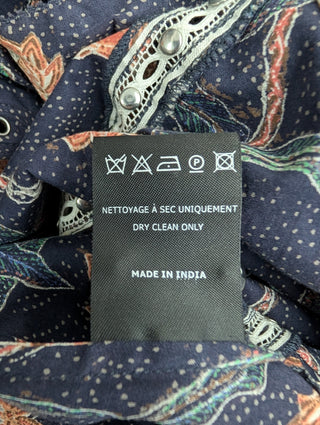 P
NETTOYAGE À SEC UNIQUEMENT
DRY CLEAN ONLY
MADE IN INDIA